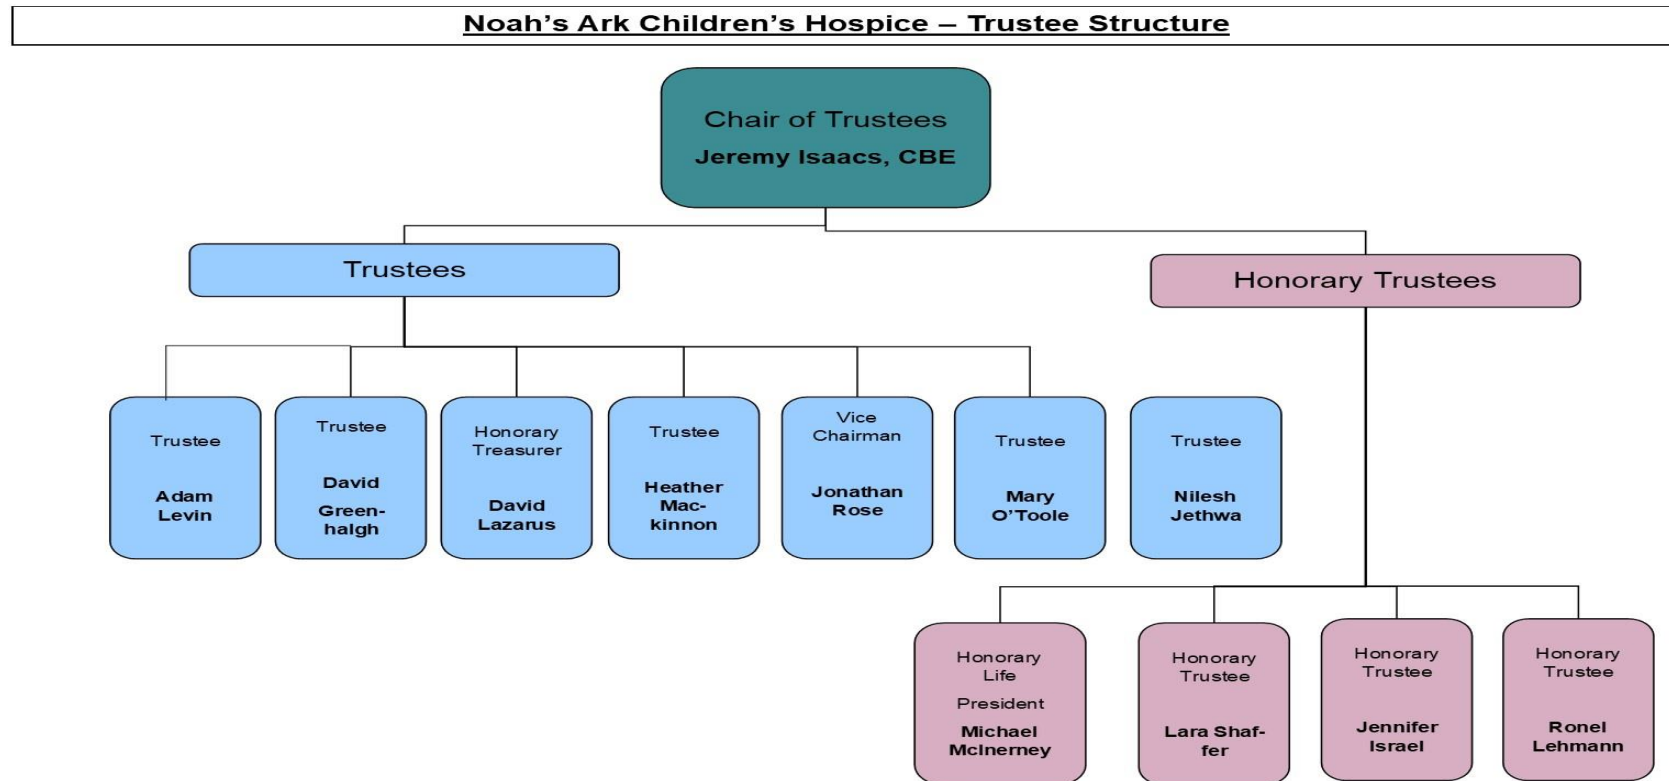 Noah's Ark Children's Hospice – Trustee Structure
Chair of Trustees
Jeremy Isaacs, CBE
Trustees
Honorary Trustees
Trustee
Adam
Levin
Trustee
David
Green-
halgh
Honorary
Treasurer
David
Lazarus
Trustee
Heather
Mac-
kinnon
Vice
Chairman
Jonathan
Rose
Trustee
Mary
O'Toole
Trustee
Nilesh
Jethwa
Honorary
Life
President
Michael
McInerney
Honorary
Trustee
Lara Shaf-
fer
Honorary
Trustee
Jennifer
Israel
Honorary
Trustee
Ronel
Lehmann